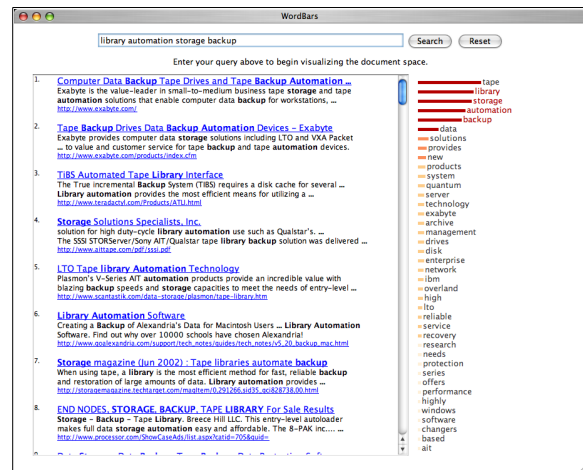 WordBars
library automation storage backup
Search
Reset
Enter your query above to begin visualizing the document space.
1. Computer Data Backup Tape Drives and Tape Backup Automation ...
Exabyte is the value-leader in small-to-medium business tape storage and tape
automation solutions that enable computer data backup for workstations, ...
http://www.exabyte.com/
2. Tape Backup Drives Data Backup Automation Devices - Exabyte
Exabyte provides computer data storage solutions including LTO and VXA Packet
... to value and customer service for tape backup and tape automation devices.
http://www.exabyte.com/products/index.cfm
3. TiBS Automated Tape Library Interface
The True incremental Backup System (TIBS) requires a disk cache for several ...
Library automation provides the most efficient means for utilizing a ...
http://www.teradactyl.com/Products/ATLI.html
4. Storage Solutions Specialists, Inc.
solution for high-duty-cycle library automation use such as Qualstar's. ...
The SSSI STORServer/Sony AIT/Qualstar tape library backup solution was delivered ...
http://www.aittape.com/pdf/sssi.pdf
5. LTO Tape library Automation Technology
Plasmon's V-Series AIT automation products provide an incredible value with
blazing backup speeds and storage capacities to meet the needs of entry-level ...
http://www.scantastik.com/data-storage/plasmon/tape-library.htm
6. Library Automation Software
Creating a Backup of Alexandria's Data for Macintosh Users ... Library Automation
Software. Find out why over 10000 schools have chosen Alexandria!
http://www.goalexandria.com/support/tech_notes/guides/tech_notes/v5_20_backup_mac.html
7. Storage magazine (Jun 2002) : Tape libraries automate backup
When using tape, a library is the most efficient method for fast, reliable backup
and restoration of large amounts of data. Library automation provides ...
http://storagemagazine.techtarget.com/magItem/0,291266,sid35_gci828738,00.html
8. END NODES, STORAGE, BACKUP, TAPE LIBRARY For Sale Results
Storage - Backup - Tape Library. Breece Hill LLC. This entry-level autoloader
makes full data storage automation easy and affordable. The 8-PAK inc.... ...
http://www.processor.com/ShowCaseAds/list.aspx?catid=705&quid=
tape
library
storage
automation
backup
data
solutions
provides
new
products
system
quantum
server
technology
exabyte
archive
management
drives
disk
enterprise
network
ibm
overland
high
lto
reliable
service
recovery
research
needs
protection
series
offers
performance
highly
windows
software
changers
based
ait